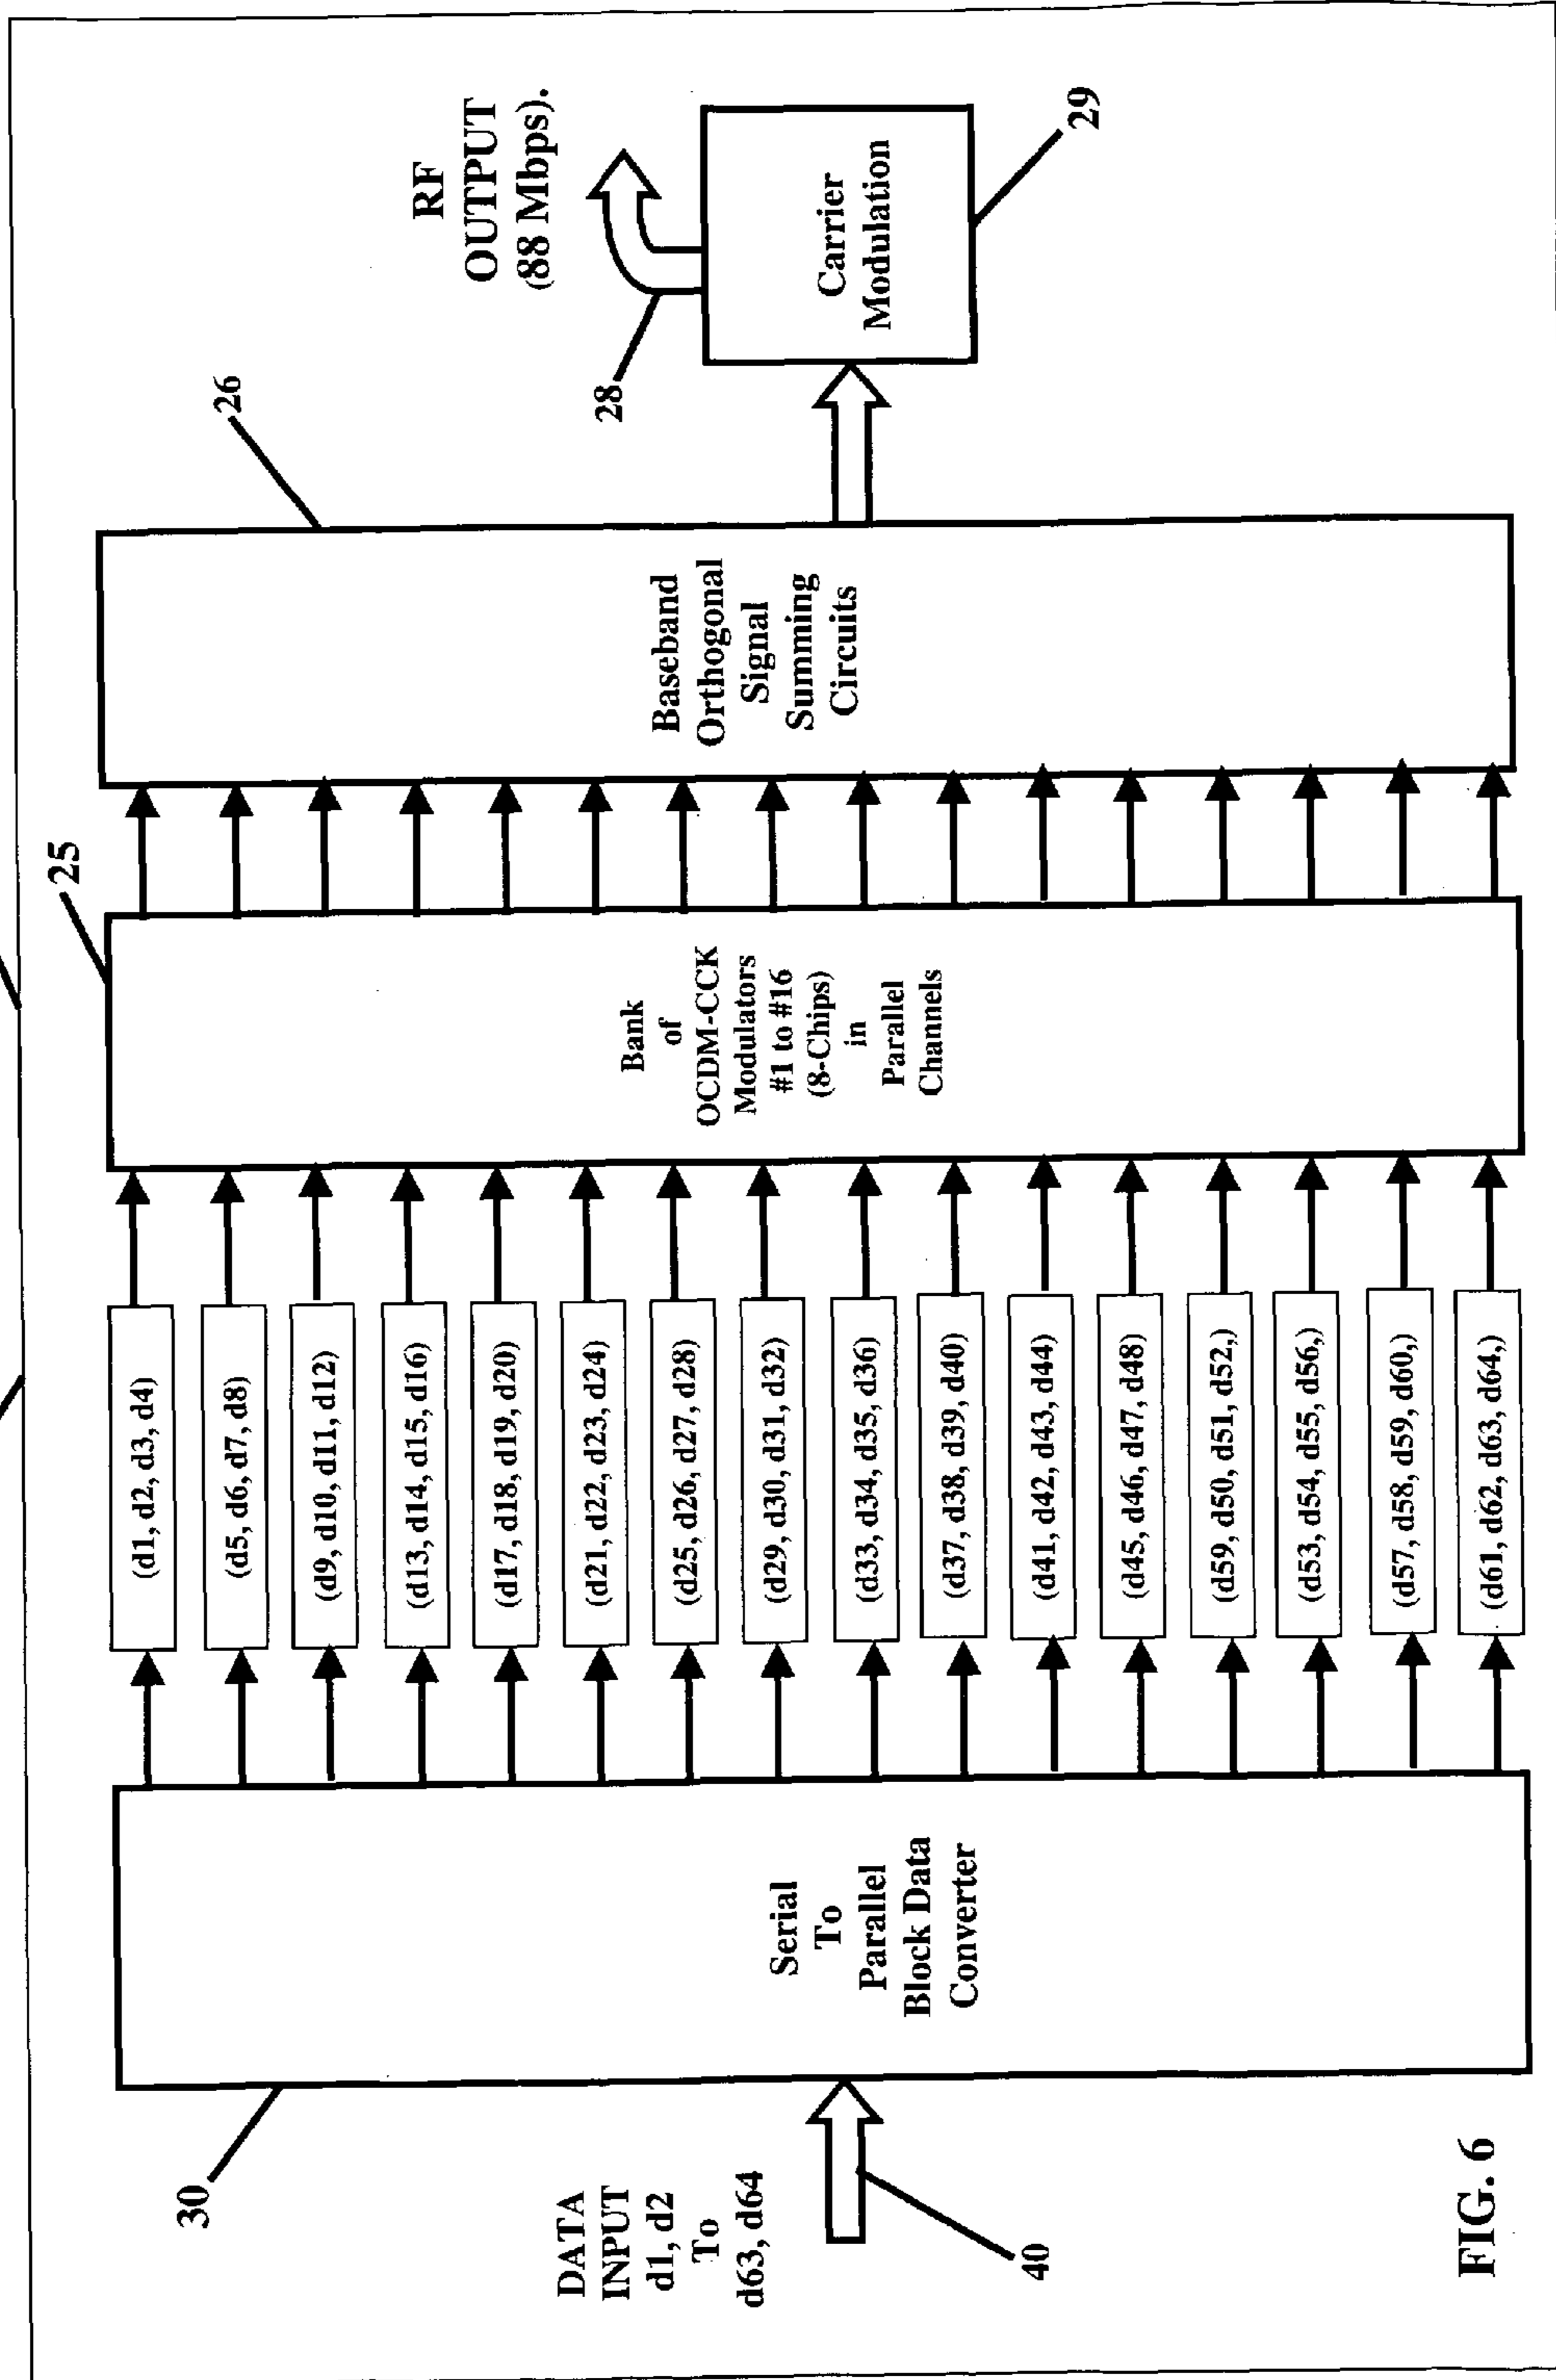 30
DATA
INPUT
d1, d2
To
d63, d64
40
Serial
To
Parallel
Block Data
Converter
(d1, d2, d3, d4)
(d5, d6, d7, d8)
(d9, d10, d11, d12)
(d13, d14, d15, d16)
(d17, d18, d19, d20)
(d21, d22, d23, d24)
(d25, d26, d27, d28)
(d29, d30, d31, d32)
(d33, d34, d35, d36)
(d37, d38, d39, d40)
(d41, d42, d43, d44)
(d45, d46, d47, d48)
(d59, d50, d51, d52,)
(d53, d54, d55, d56,)
(d57, d58, d59, d60,)
(d61, d62, d63, d64,)
25
Bank
of
OCDM-CCK
Modulators
#1 to #16
(8-Chips)
in
Parallel
Channels
26
Baseband
Orthogonal
Signal
Summing
Circuits
RF
OUTPUT
(88 Mbps).
28
Carrier
Modulation
29
FIG. 6